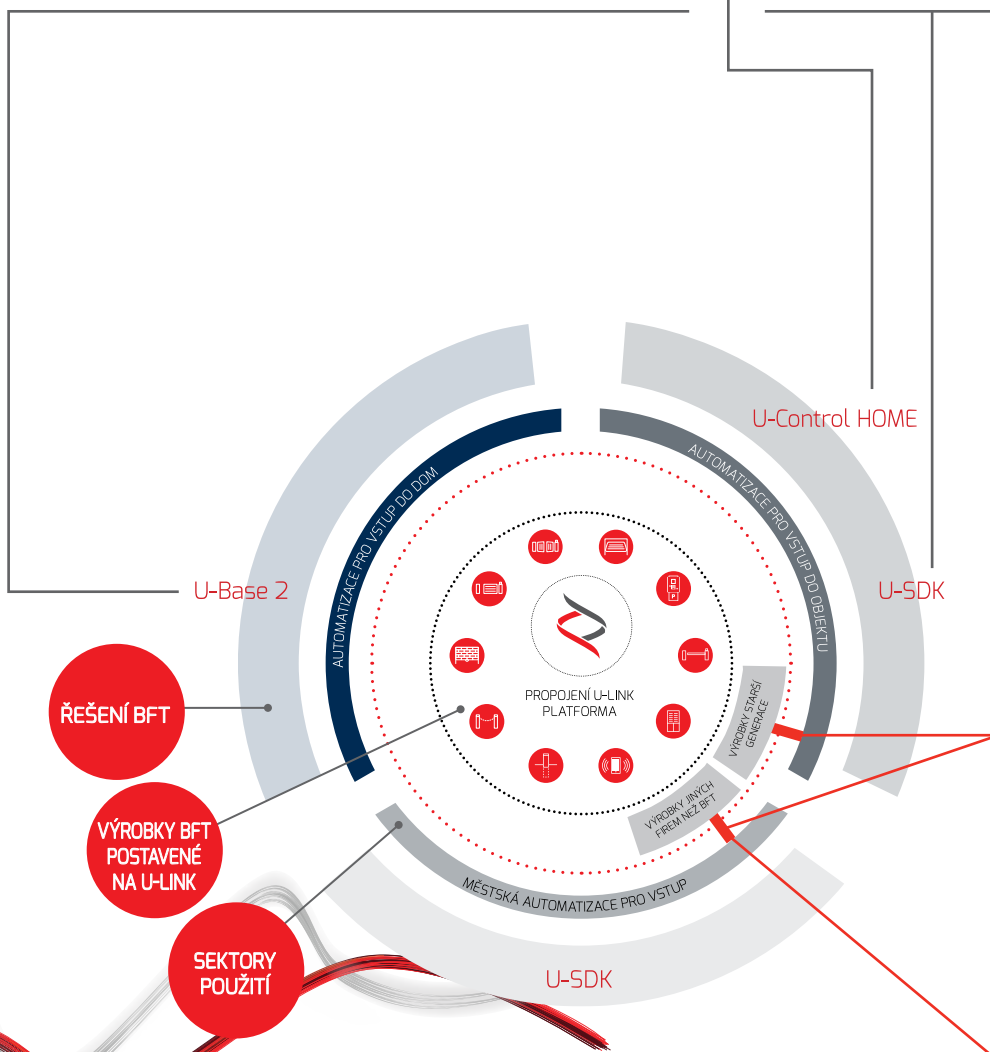 U-Control HOME
AUTOMATIZACE PRO VSTUP DO DOM
AUTOMATIZACE PRO VSTUP DO OBJEKTU
U-Base 2
U-SDK
PROPOJENÍ U-LINK
PLATFORMA
P
VÝROBKY STARŠÍ
GENERACE
VÝROBKY JINÝCH
FIREM NEŽ BFT
ŘEŠENÍ BFT
VÝROBKY BFT
POSTAVENÉ
NA U-LINK
MĚSTSKÁ AUTOMATIZACE PRO VSTUP
SEKTORY
POUŽITÍ
U-SDK